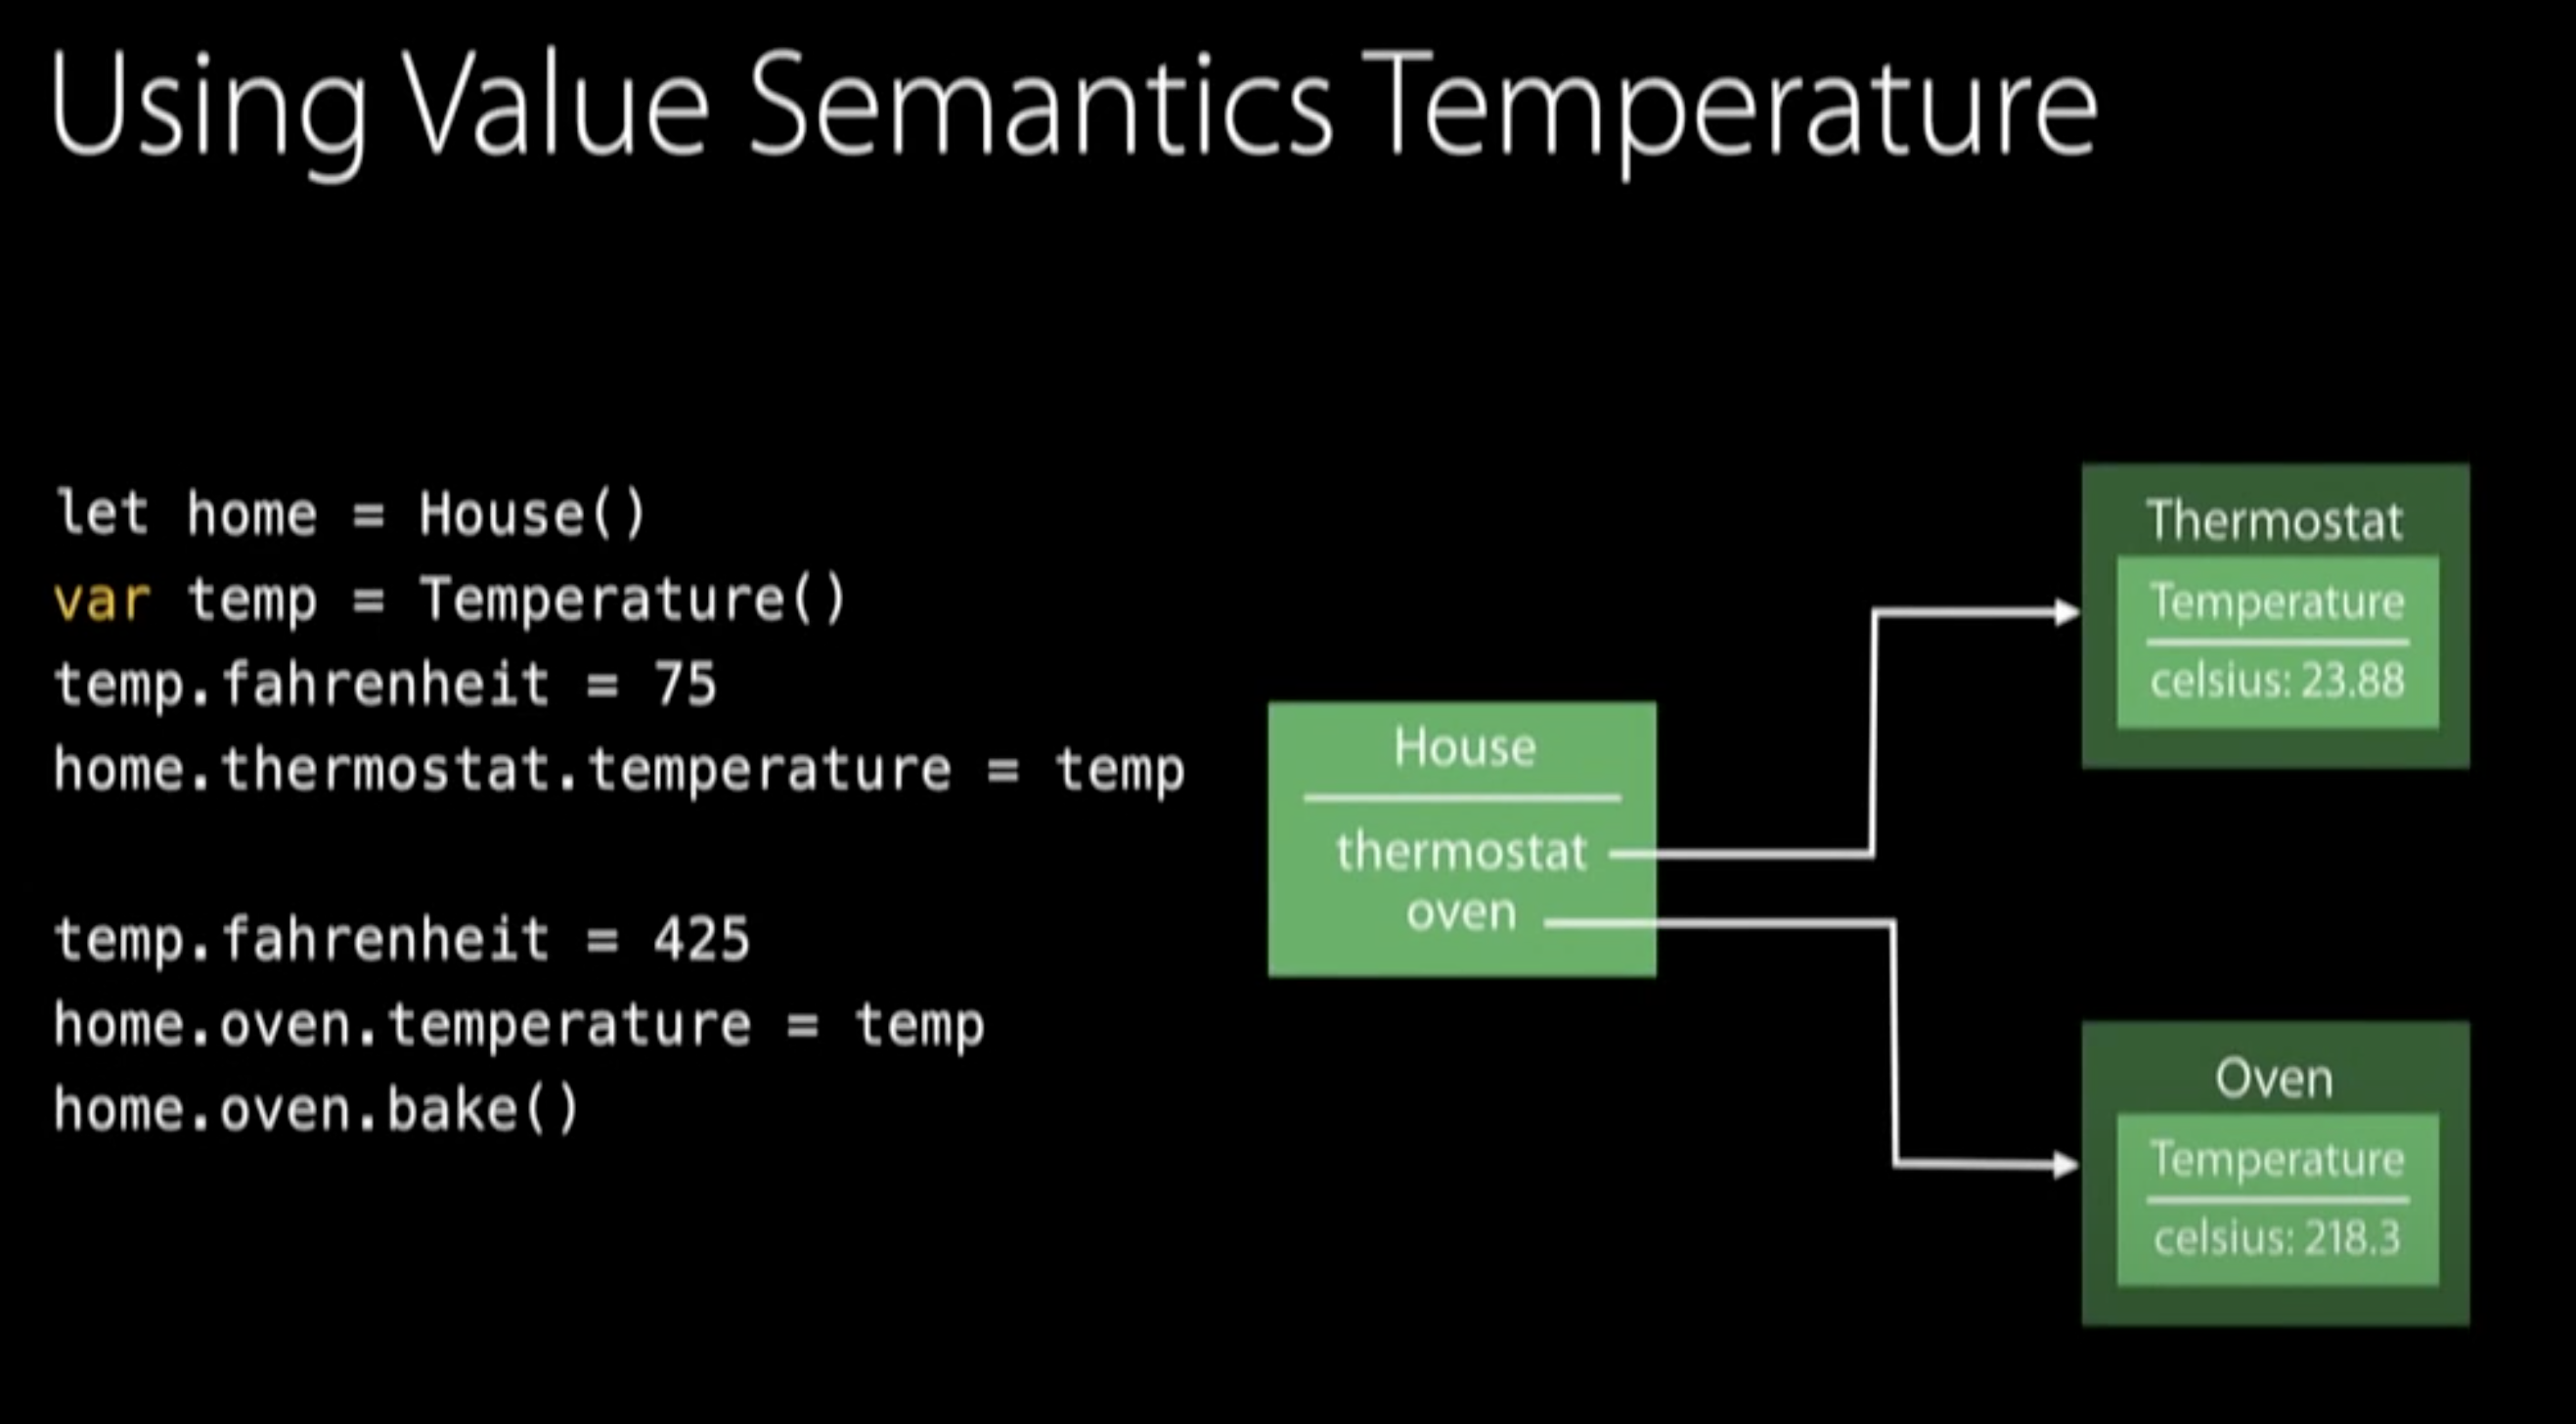 Using Value Semantics Temperature
let home = House()
var temp = Temperature()
temp.fahrenheit = 75
home.thermostat.temperature = temp
temp.fahrenheit = 425
home.oven.temperature = temp
home.oven.bake()
House
thermostat
oven
Thermostat
Temperature
celsius: 23.88
Oven
Temperature
celsius: 218.3